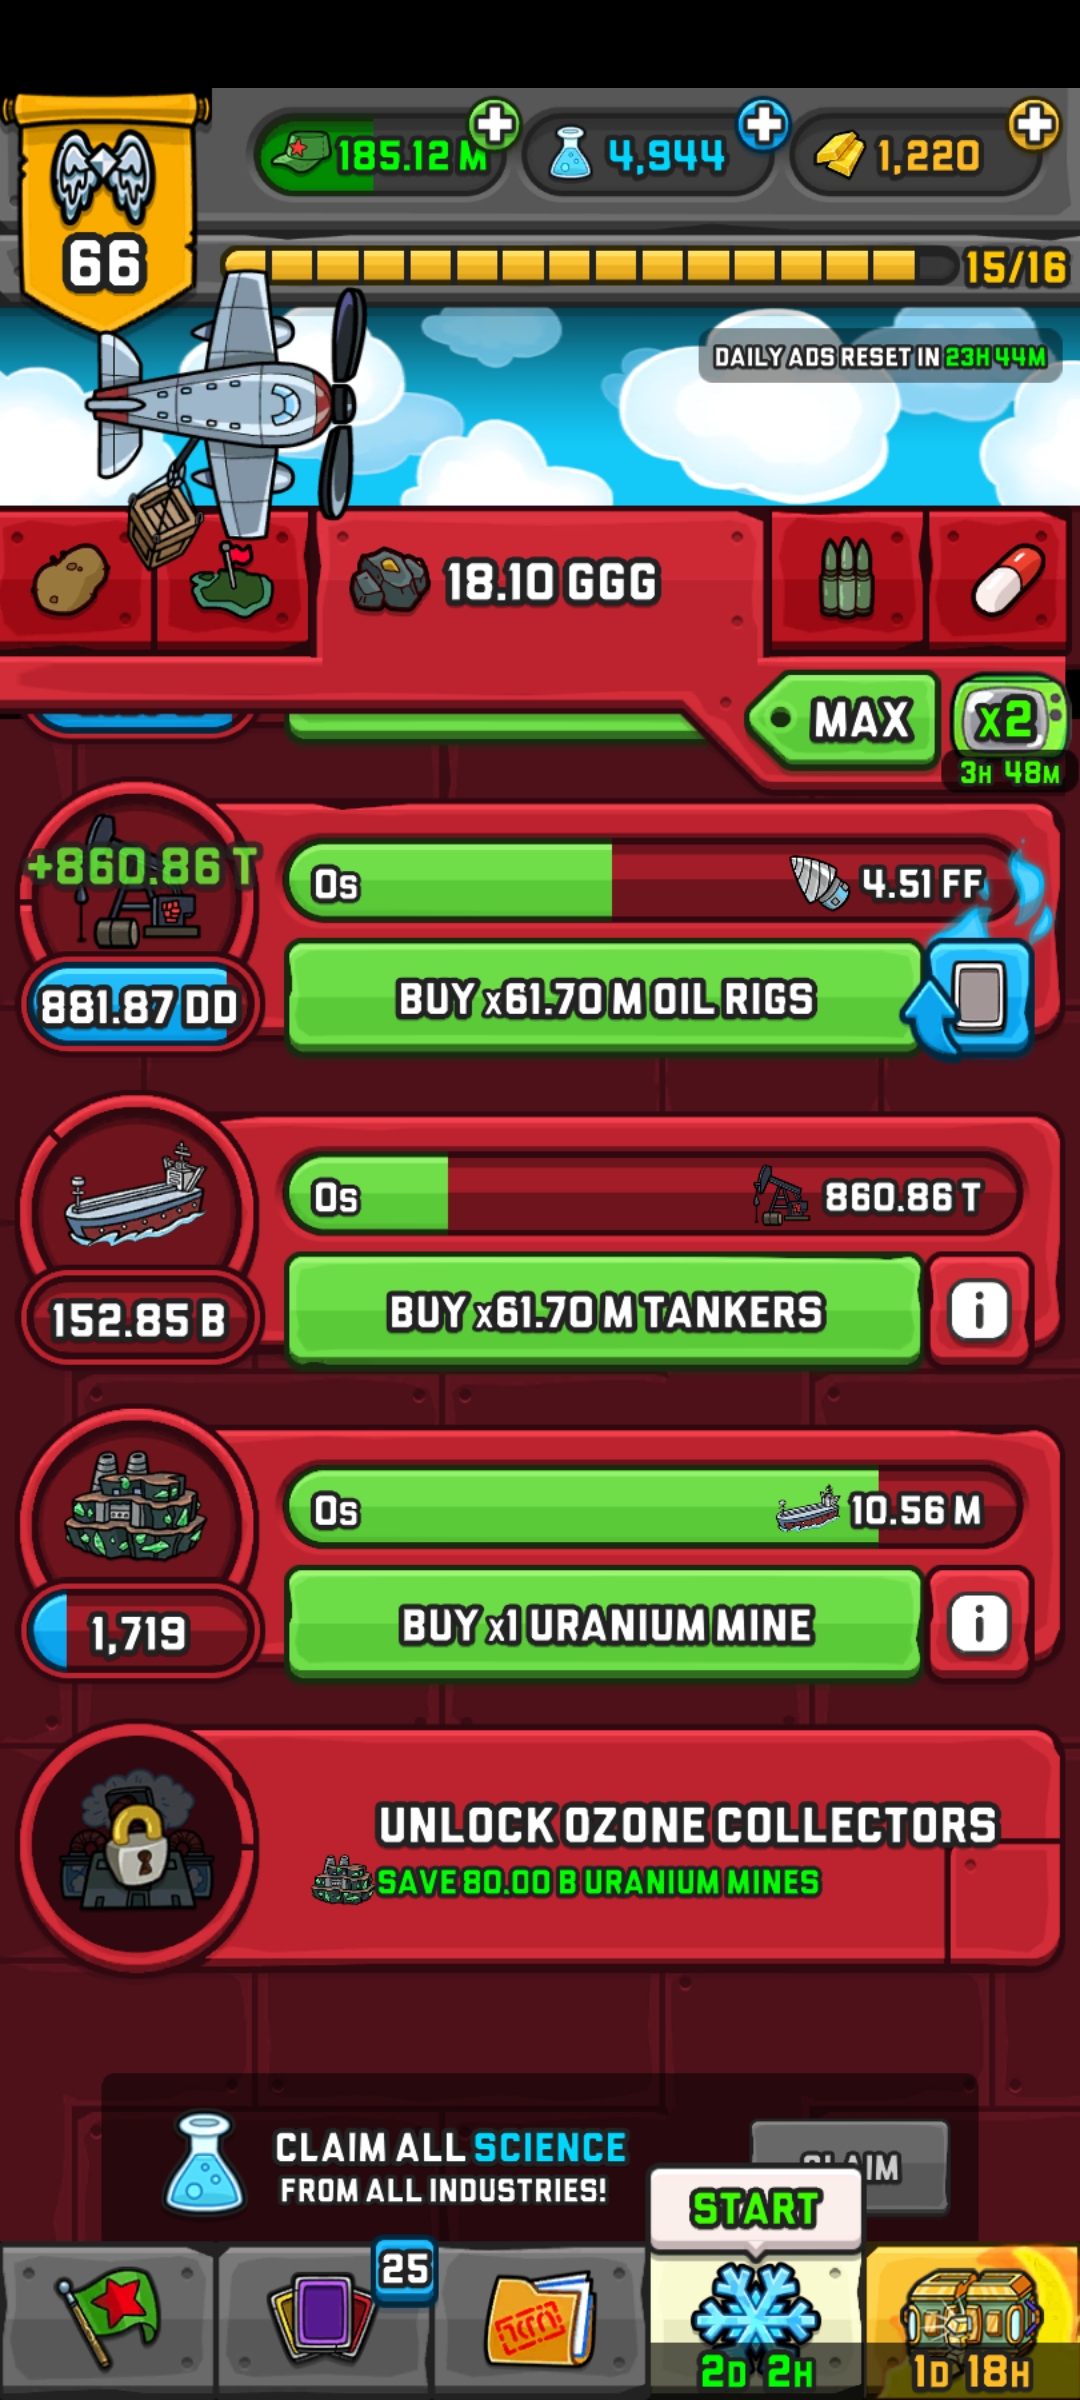 185.12 M
4,944
1,220
66
15/16
DAILY ADS RESET IN 23H 44M
18.10 GGG
MAX
x2
3H 48M
+860.86 T
0s
4.51 FF
881.87 DD
BUY x61.70 M OIL RIGS
0s
860.86 T
152.85 B
BUY x61.70 M TANKERS
i
0s
10.56 M
1,719
BUY x1 URANIUM MINE
i
UNLOCK OZONE COLLECTORS
SAVE 80.00 B URANIUM MINES
CLAIM ALL SCIENCE
FROM ALL INDUSTRIES!
CLAIM
START
25
2D 2H
1D 18H